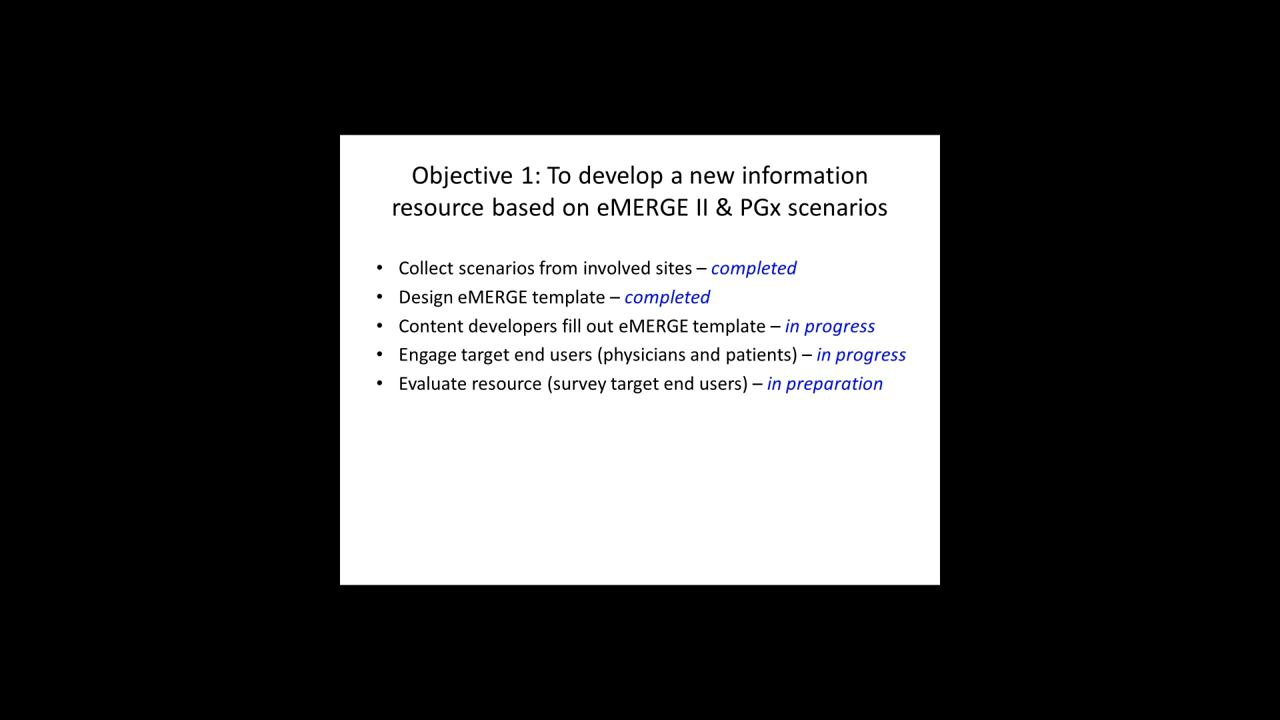 Objective 1: To develop a new information
resource based on eMERGE II & PGx scenarios
• Collect scenarios from involved sites – completed
• Design eMERGE template – completed
• Content developers fill out eMERGE template – in progress
• Engage target end users (physicians and patients) – in progress
• Evaluate resource (survey target end users) – in preparation